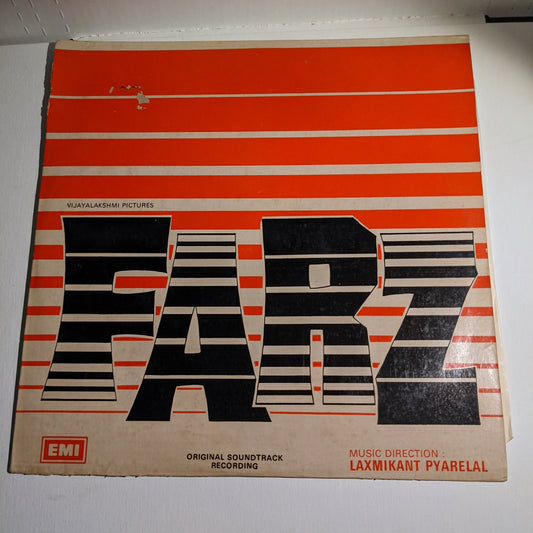 VIJAYALAKSHMI PICTURES
FARZ
EMI
ORIGINAL SOUNDTRACK
RECORDING
MUSIC DIRECTION :
LAXMIKANT PYARELAL